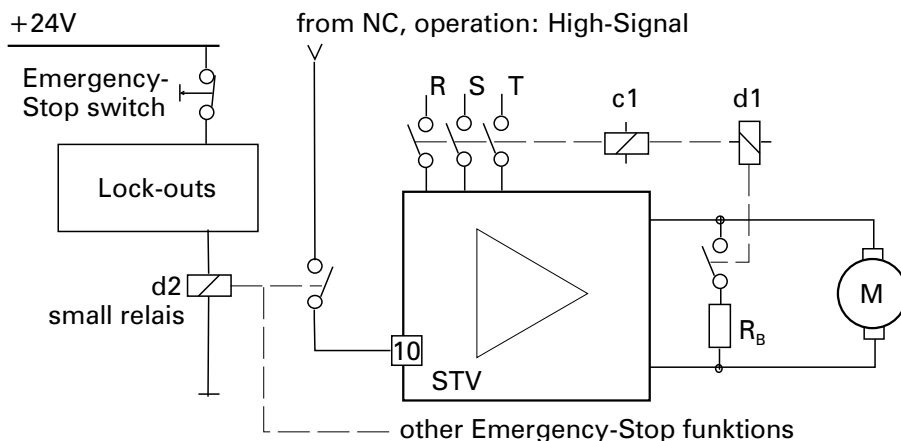 +24V
from NC, operation: High-Signal
Emergency-
Stop switch
R S T
c1
d1
Lock-outs
d2
small relais
10
STV
R_B
M
other Emergency-Stop funktions